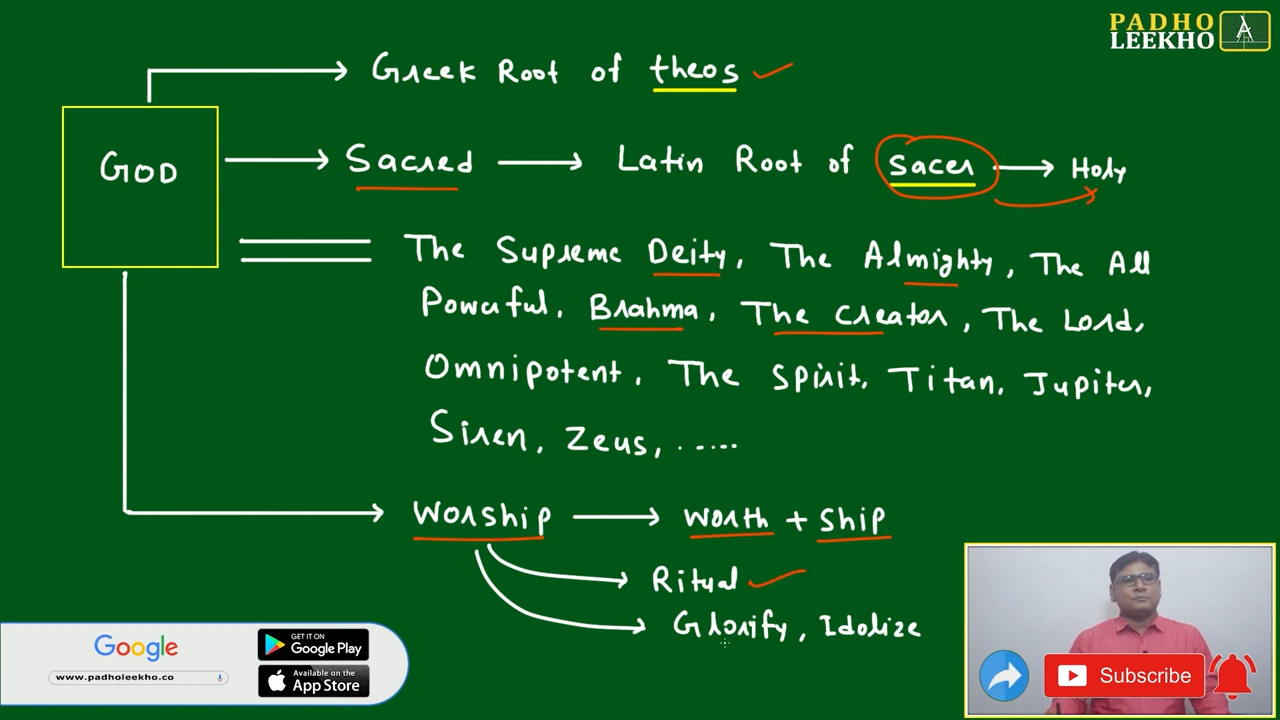 PADHO
LEEKHO
Greek Root of theos
GOD
Sacred
Latin Root of sacer
Holy
The Supreme Deity, The Almighty, The All
Powerful, Brahma, The creator, The Lord,
Omnipotent, The Spirit, Titan, Jupiter,
Siren, Zeus, .....
Worship
Worth + Ship
Ritual
Glorify, Idolize
Google
www.padholeekho.co
GET IT ON
Google Play
Available on the
App Store
Subscribe